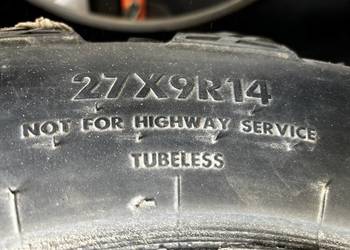 27X9R14
NOT FOR HIGHWAY SERVICE
TUBELESS